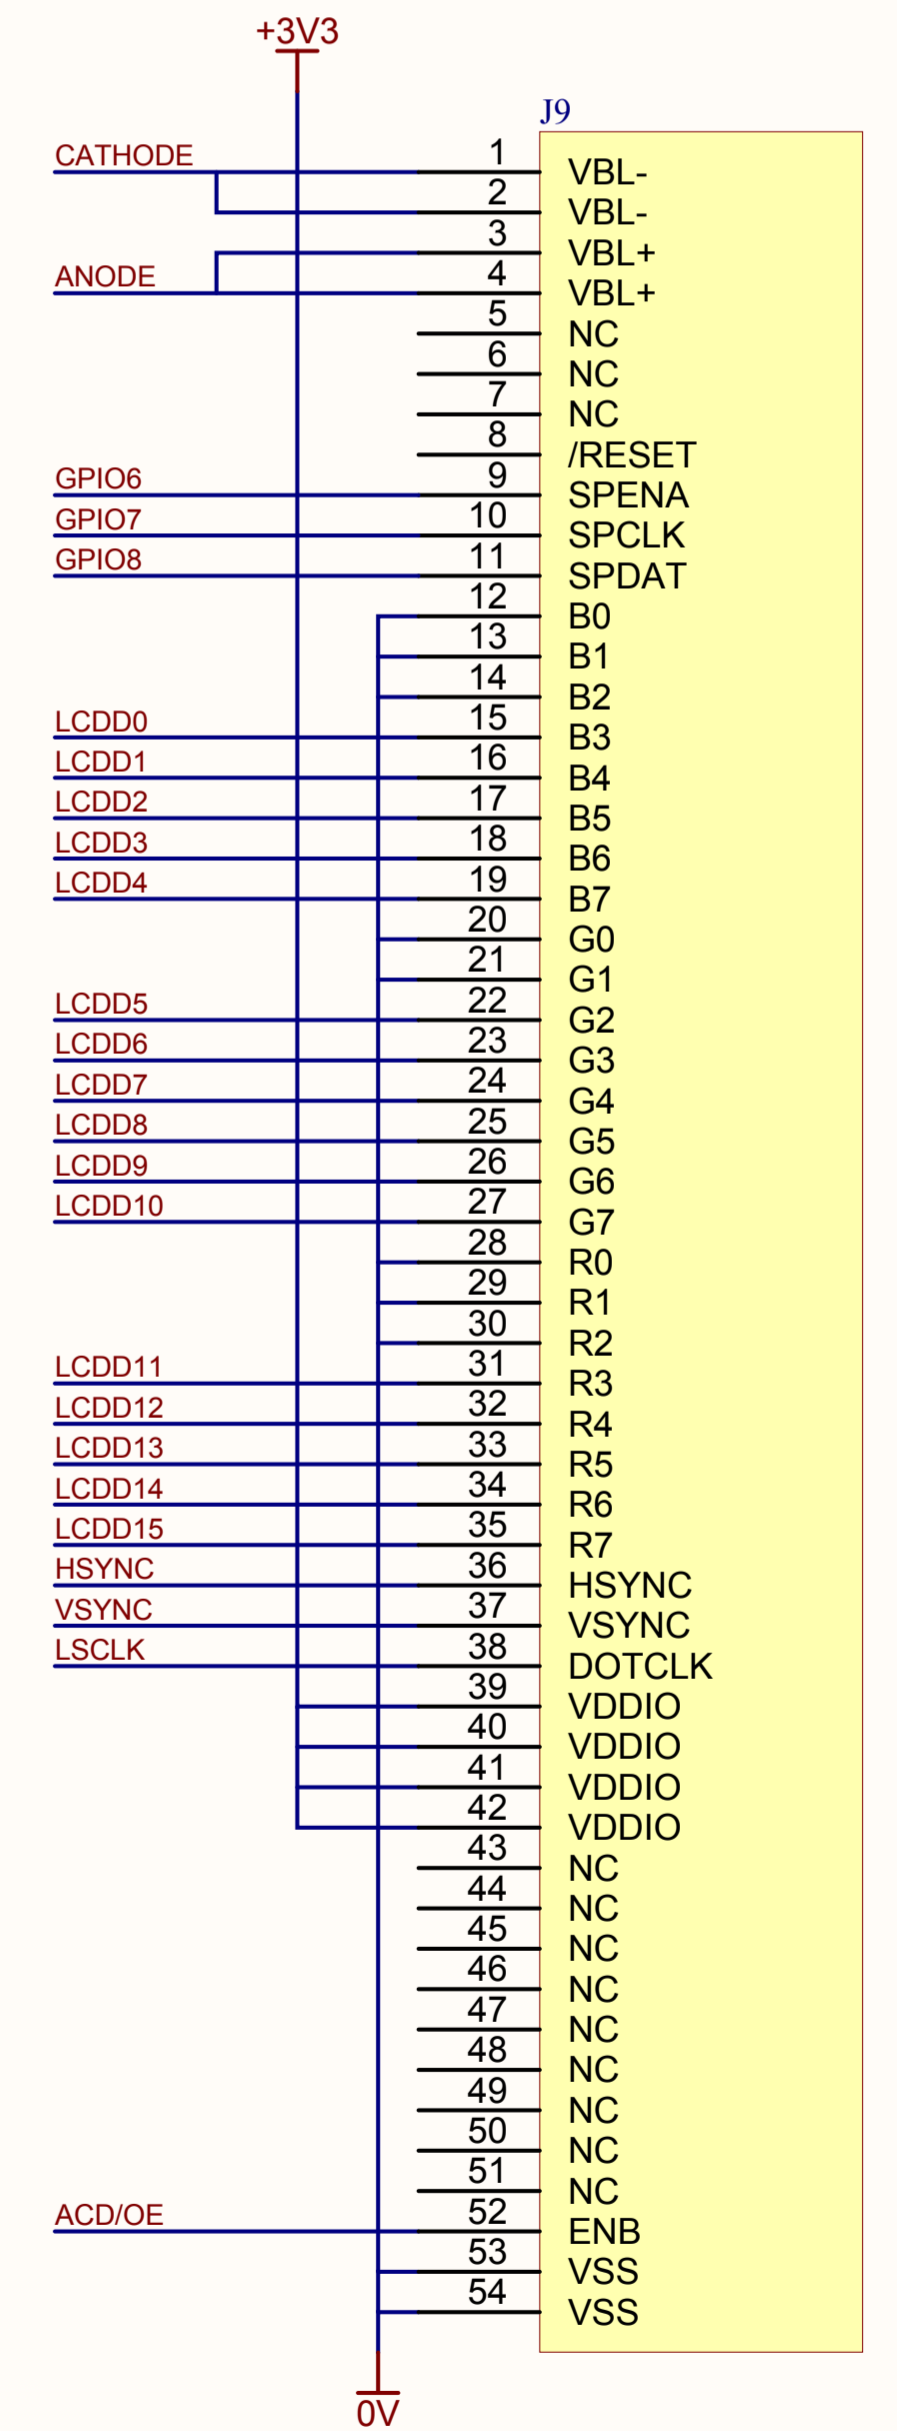 +3V3
J9
CATHODE 1 VBL-
2 VBL-
3 VBL+
ANODE 4 VBL+
5 NC
6 NC
7 NC
8 /RESET
GPIO6 9 SPENA
GPIO7 10 SPCLK
GPIO8 11 SPDAT
12 B0
13 B1
14 B2
LCDD0 15 B3
LCDD1 16 B4
LCDD2 17 B5
LCDD3 18 B6
LCDD4 19 B7
20 G0
21 G1
LCDD5 22 G2
LCDD6 23 G3
LCDD7 24 G4
LCDD8 25 G5
LCDD9 26 G6
LCDD10 27 G7
28 R0
29 R1
30 R2
LCDD11 31 R3
LCDD12 32 R4
LCDD13 33 R5
LCDD14 34 R6
LCDD15 35 R7
HSYNC 36 HSYNC
VSYNC 37 VSYNC
LSCLK 38 DOTCLK
39 VDDIO
40 VDDIO
41 VDDIO
42 VDDIO
43 NC
44 NC
45 NC
46 NC
47 NC
48 NC
49 NC
50 NC
51 NC
ACD/OE 52 ENB
53 VSS
54 VSS
0V